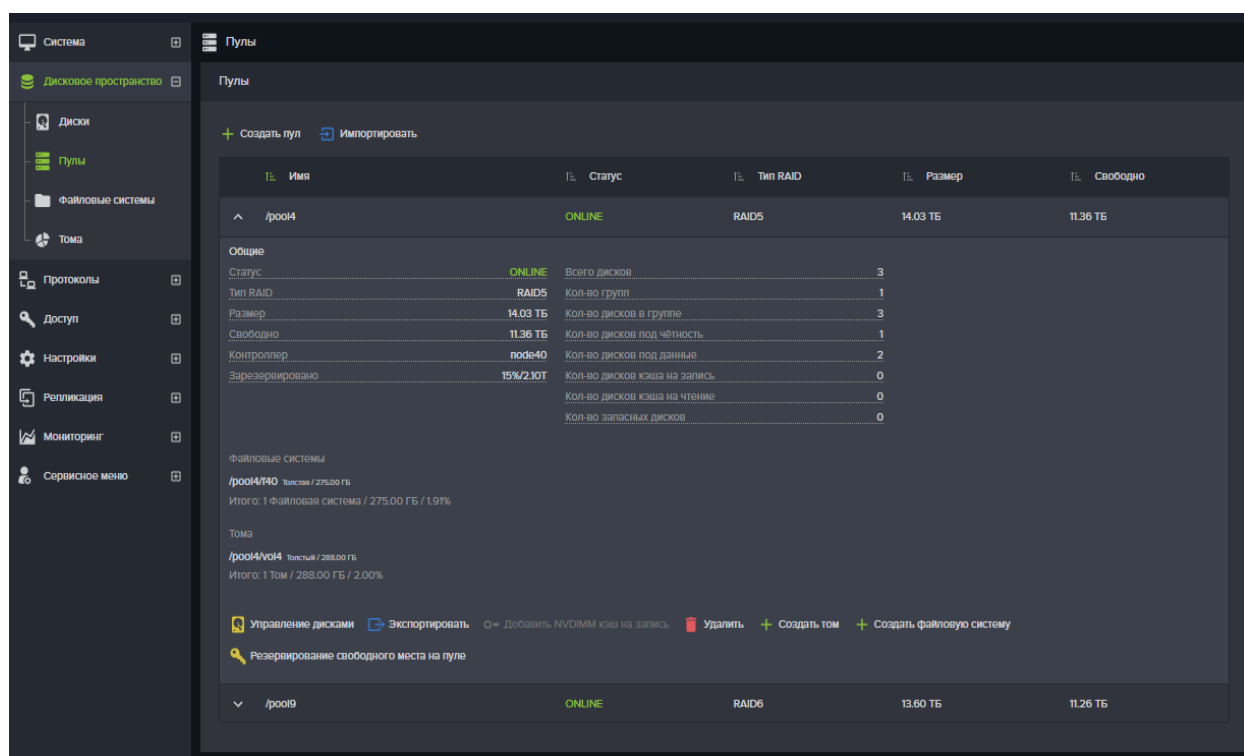 Система
Пулы
Дисковое пространство
Пулы
Диски
Создать пул Импортировать
Пулы
Имя Статус Тип RAID Размер Свободно
Файловые системы
/pool4 ONLINE RAID5 14.03 ТБ 11.36 ТБ
Тома
Общие
Статус ONLINE Всего дисков 3
Протоколы
Тип RAID RAID5 Кол-во групп 1
Размер 14.03 ТБ Кол-во дисков в группе 3
Доступ
Свободно 11.36 ТБ Кол-во дисков под чётность 1
Настройки
Контроллер node40 Кол-во дисков под данные 2
Зарезервировано 15%/2.10T Кол-во дисков кэша на запись 0
Репликация
Кол-во дисков кэша на чтение 0
Кол-во запасных дисков 0
Мониторинг
Файловые системы
Сервисное меню
/pool4/f40 Толстая / 275.00 ГБ
Итого: 1 Файловая система / 275.00 ГБ / 1.91%
Тома
/pool4/vol4 Толстый / 288.00 ГБ
Итого: 1 Том / 288.00 ГБ / 2.00%
Управление дисками Экспортировать Добавить NVDIMM кэш на запись Удалить Создать том Создать файловую систему
Резервирование свободного места на пуле
/pool9 ONLINE RAID6 13.60 ТБ 11.26 ТБ